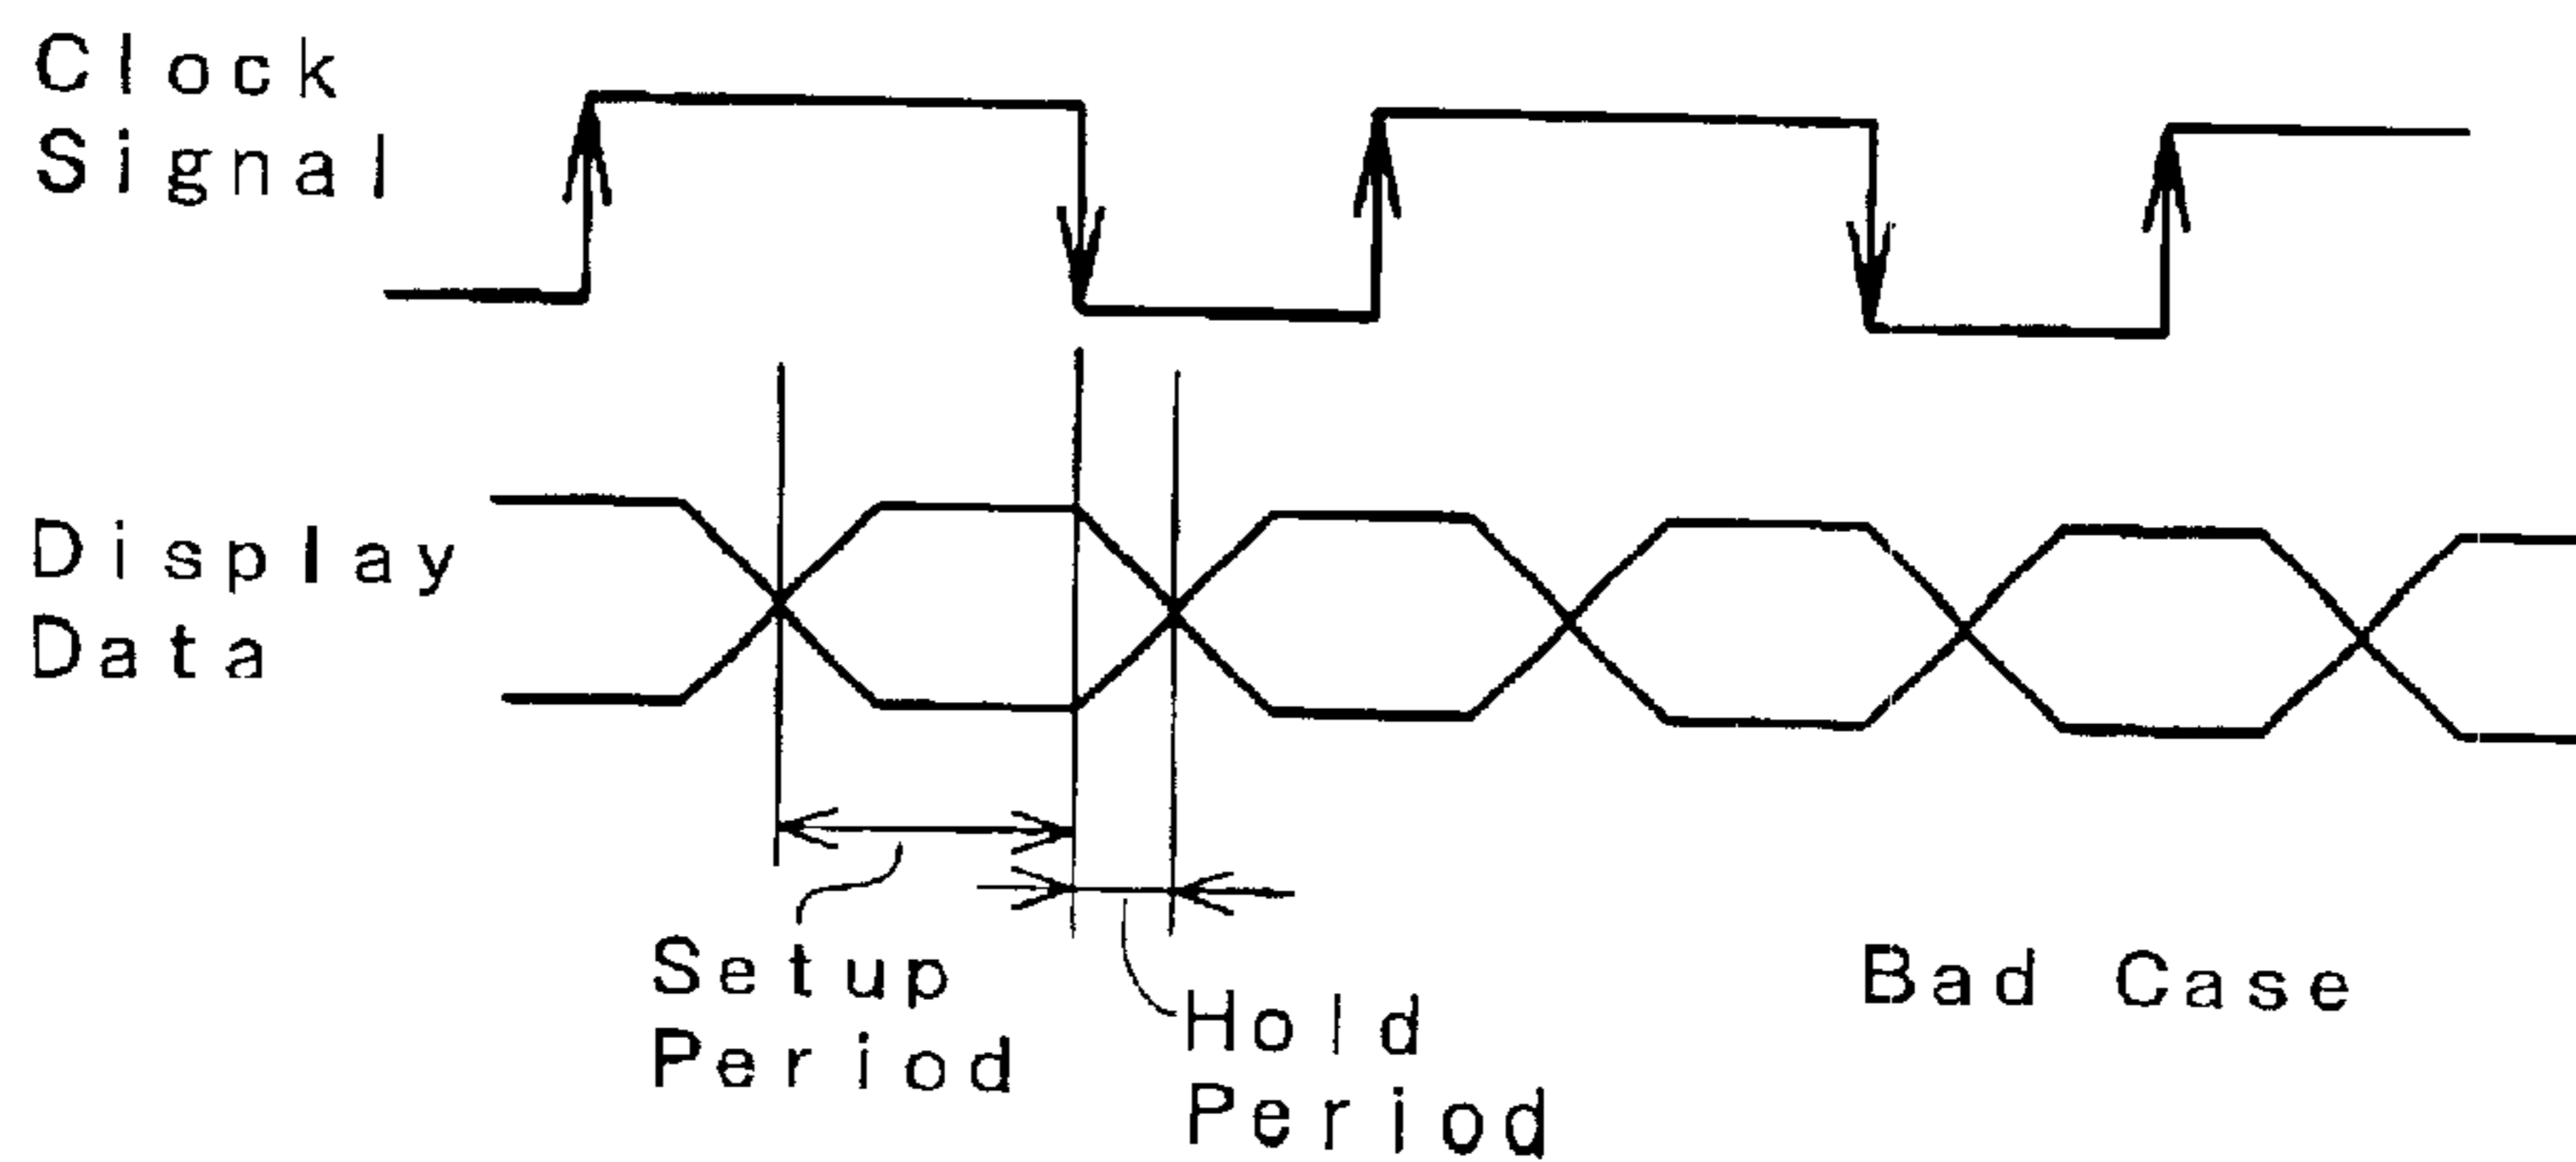 Clock
Signal
Display
Data
Setup
Period
Hold
Period
Bad Case